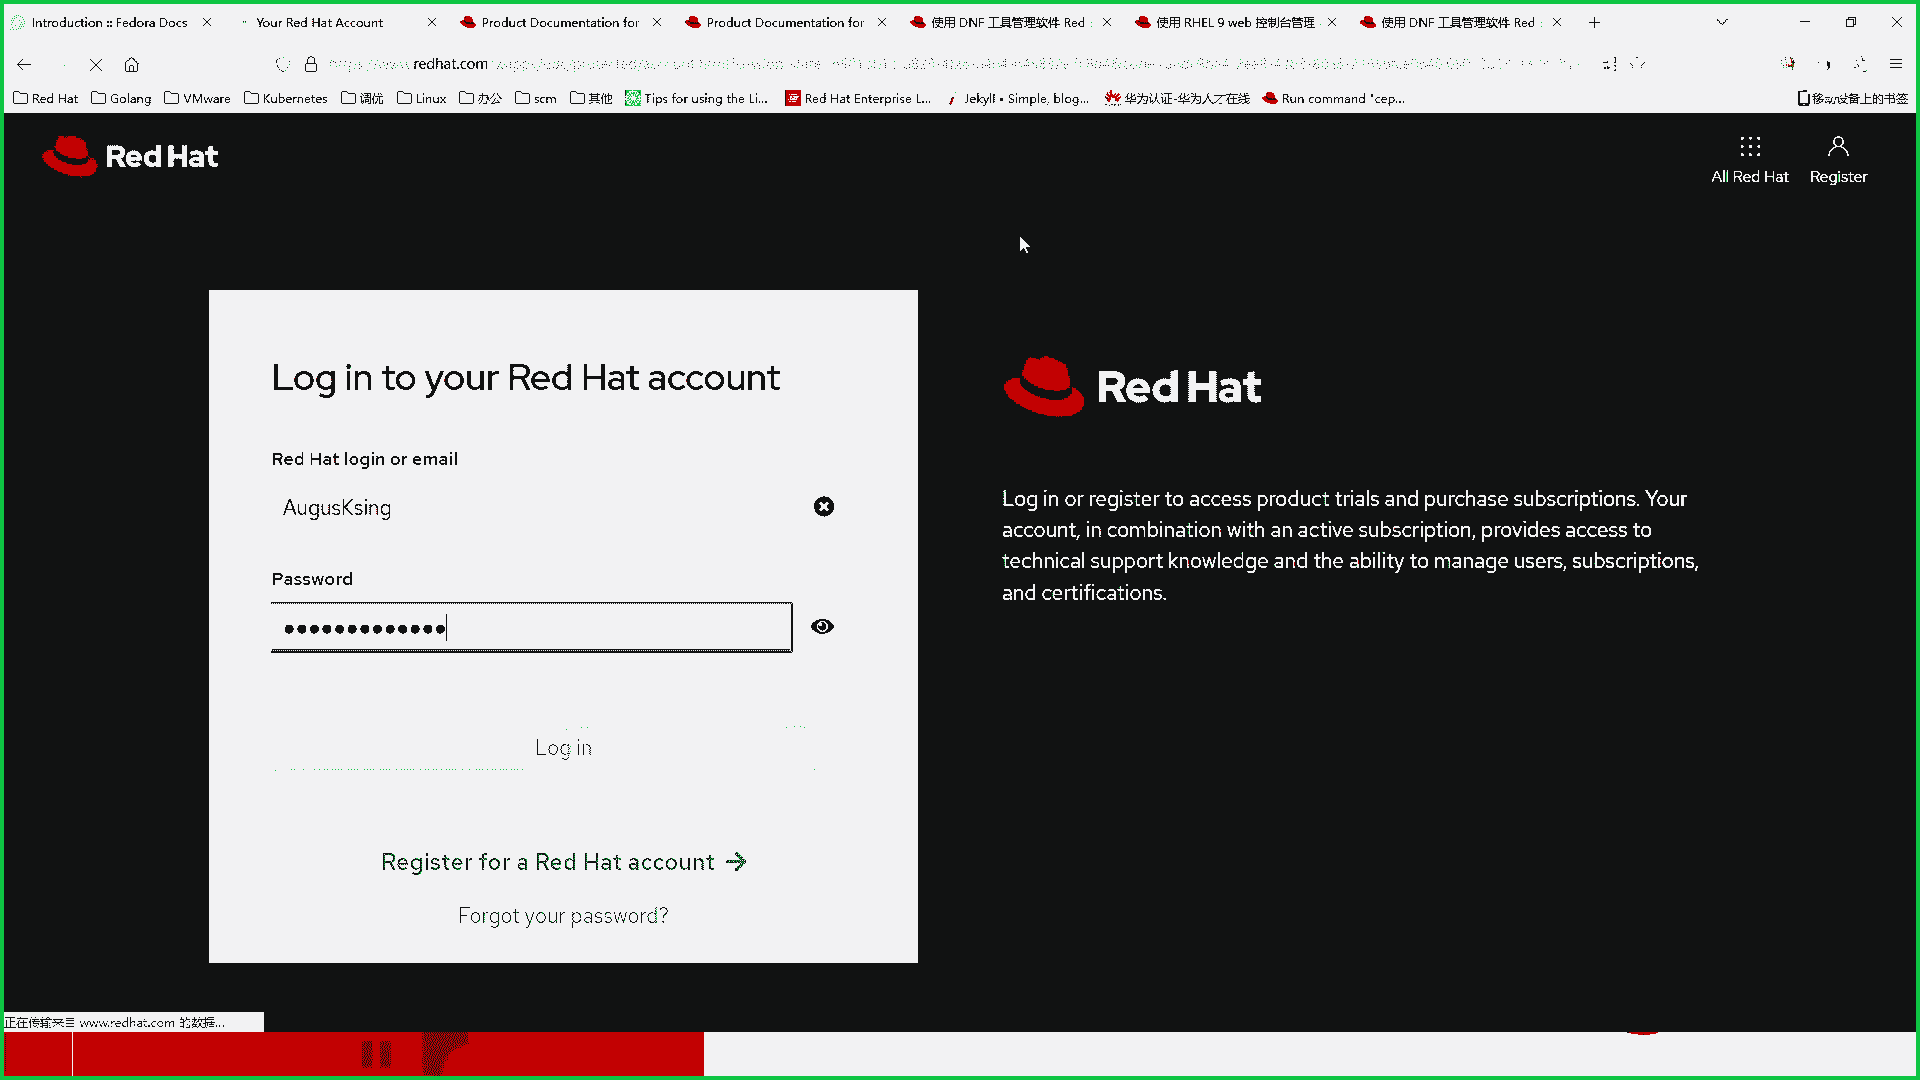 Introduction :: Fedora Docs
Your Red Hat Account
Product Documentation for
Product Documentation for
使用 DNF 工具管理软件 Red
使用 RHEL 9 web 控制台管理
使用 DNF 工具管理软件 Red
redhat.com
Red Hat
Golang
VMware
Kubernetes
调优
Linux
办公
scm
其他
Tips for using the Li...
Red Hat Enterprise L...
Jekyll • Simple, blog...
华为认证-华为人才在线
Run command "cep...
移动设备上的书签
Red Hat
All Red Hat
Register
Log in to your Red Hat account
Red Hat login or email
AugusKsing
Password
Log in
Register for a Red Hat account →
Forgot your password?
Red Hat
Log in or register to access product trials and purchase subscriptions. Your
account, in combination with an active subscription, provides access to
technical support knowledge and the ability to manage users, subscriptions,
and certifications.
正在传输来自 www.redhat.com 的数据...